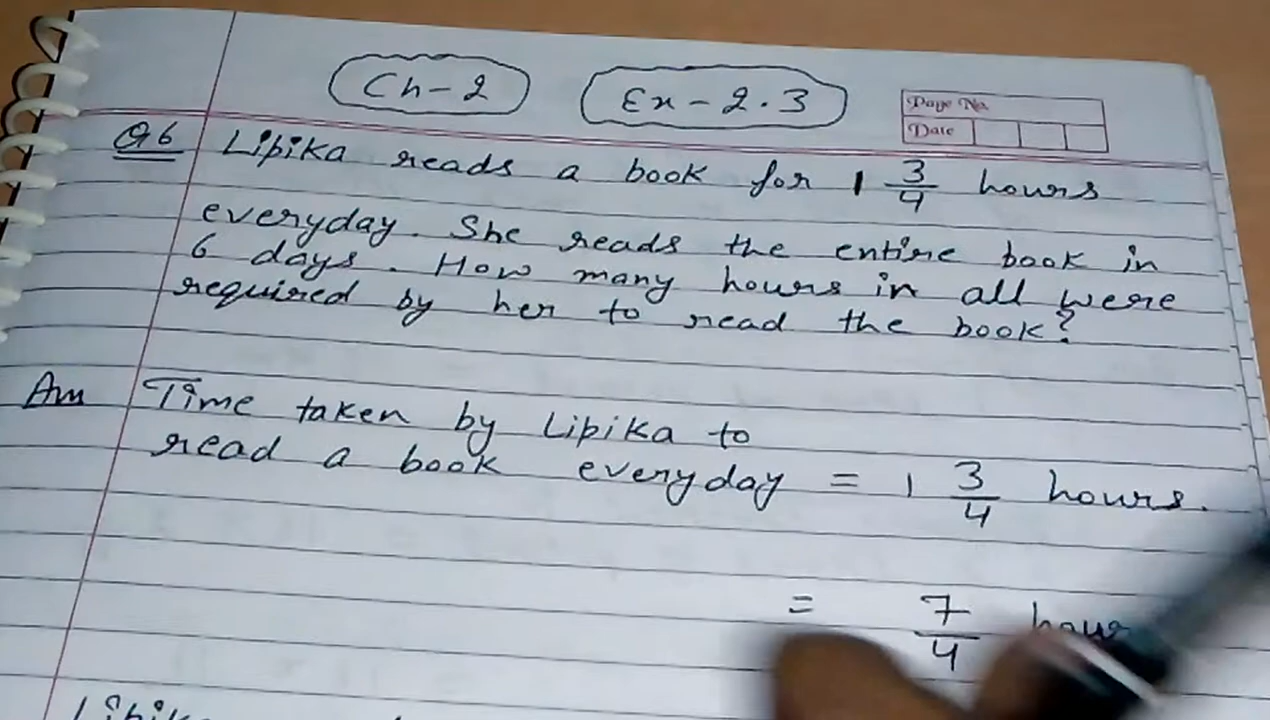 Ch-2 Ex-2.3
Page No.
Date
Q6 Lipika reads a book for 1 3/4 hours
everyday. She reads the entire book in
6 days. How many hours in all were
required by her to read the book?
Ans Time taken by Lipika to
read a book everyday = 1 3/4 hours.
= 7/4 hour
Lipika